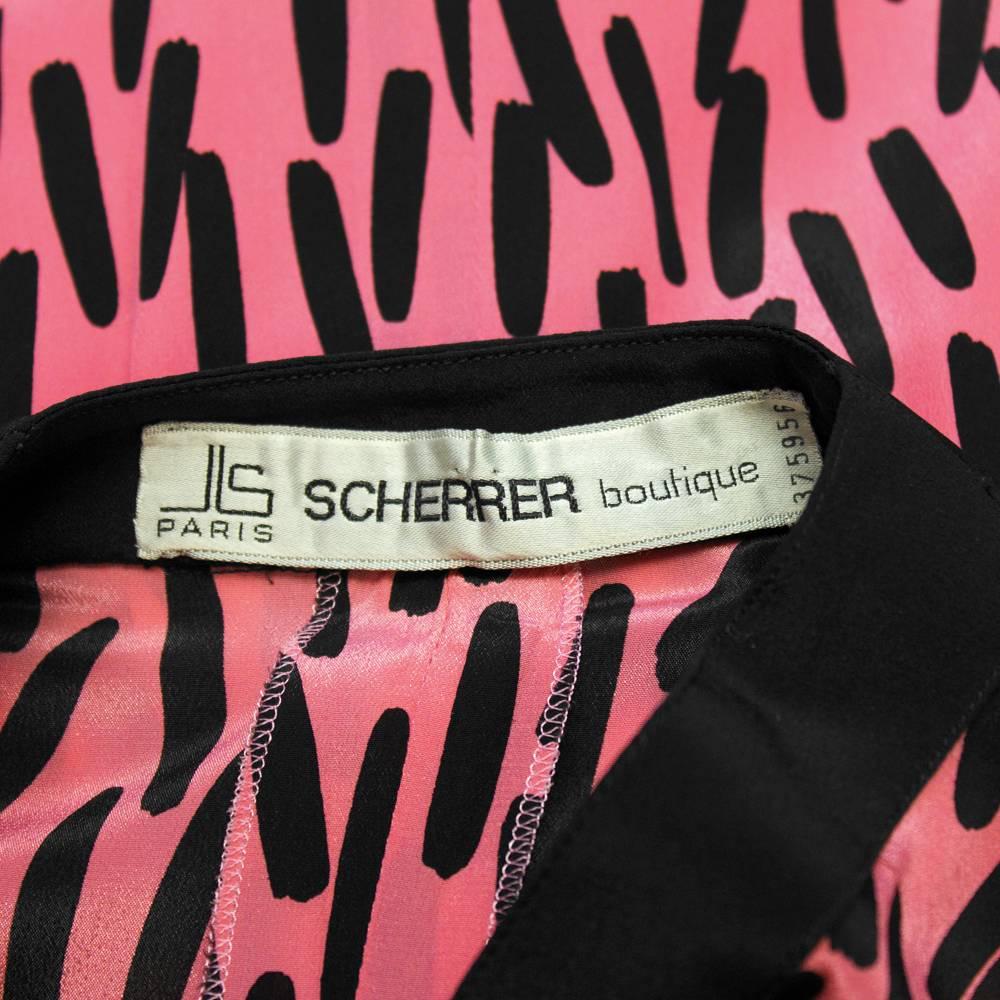 JLS
PARIS
SCHERRER boutique
375956